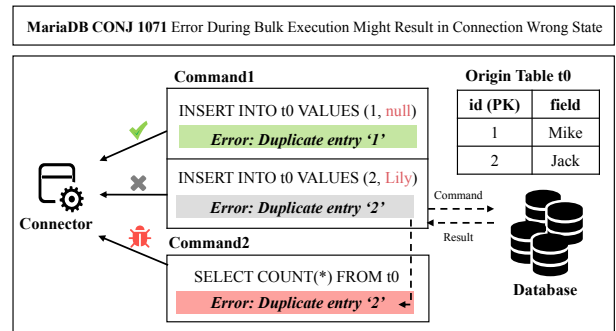 MariaDB CONJ 1071 Error During Bulk Execution Might Result in Connection Wrong State
Command1
INSERT INTO t0 VALUES (1, null)
Error: Duplicate entry ‘1’
INSERT INTO t0 VALUES (2, Lily)
Error: Duplicate entry ‘2’
Command2
SELECT COUNT(*) FROM t0
Error: Duplicate entry ‘2’
Connector
Origin Table t0
id (PK) field
1 Mike
2 Jack
Command
Result
Database